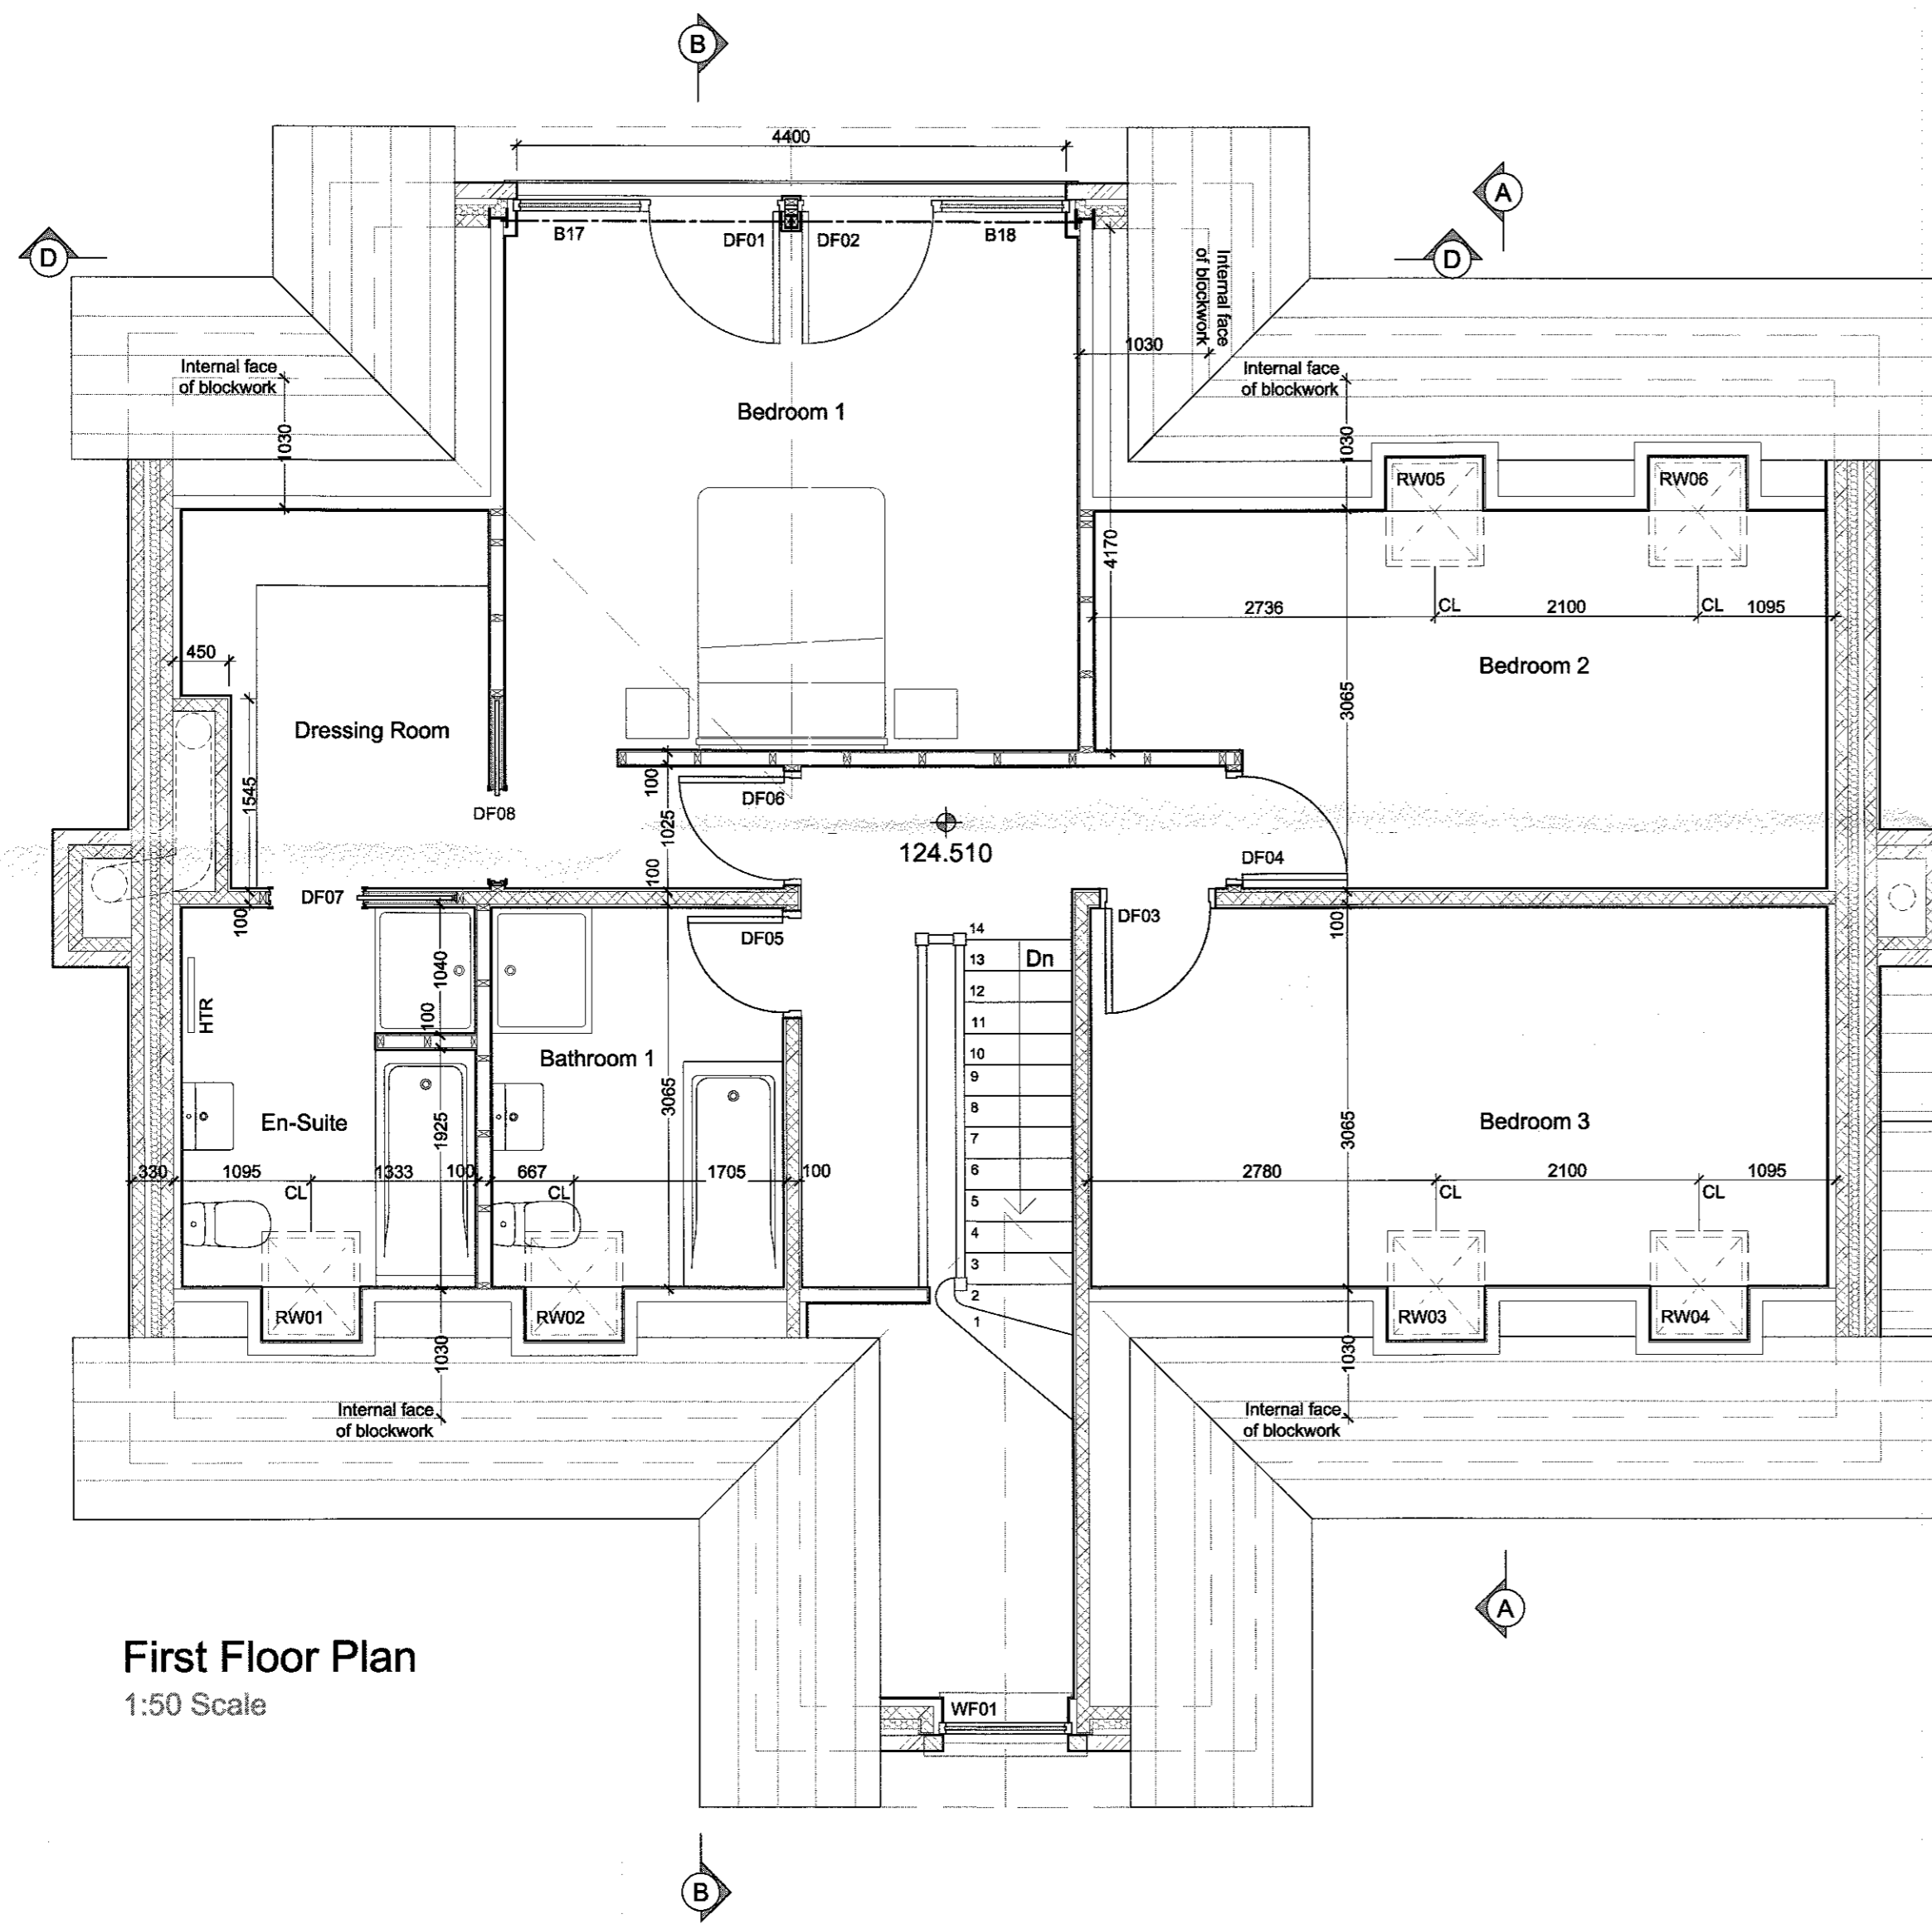 B
4400
A
B17
DF01
DF02
B18
D
D
Internal face
of blockwork
1030
Internal face
of blockwork
Internal face
of blockwork
1030
1030
Bedroom 1
RW05
RW06
4170
2736
CL
2100
CL
1095
450
Bedroom 2
3065
Dressing Room
1545
100
DF06
DF08
1025
124.510
DF04
100
DF07
100
DF05
DF03
100
14
13
Dn
12
11
10
9
8
7
6
5
4
3
2
1
1040
HTR
100
Bathroom 1
En-Suite
1925
3065
3065
Bedroom 3
330
1095
CL
1333
100
667
CL
1705
100
2780
CL
2100
CL
1095
RW01
RW02
RW03
RW04
1030
1030
Internal face
of blockwork
Internal face
of blockwork
A
First Floor Plan
1:50 Scale
WF01
B